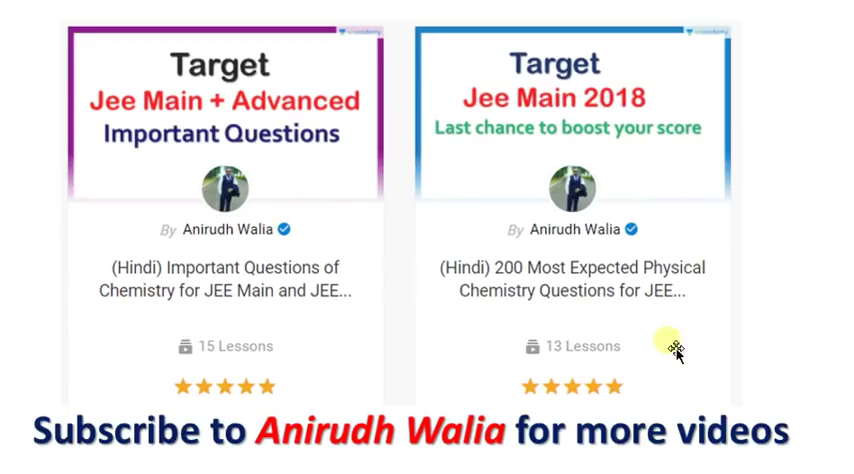 Target
Jee Main + Advanced
Important Questions
By Anirudh Walia
(Hindi) Important Questions of
Chemistry for JEE Main and JEE...
15 Lessons
Target
Jee Main 2018
Last chance to boost your score
By Anirudh Walia
(Hindi) 200 Most Expected Physical
Chemistry Questions for JEE...
13 Lessons
Subscribe to Anirudh Walia for more videos